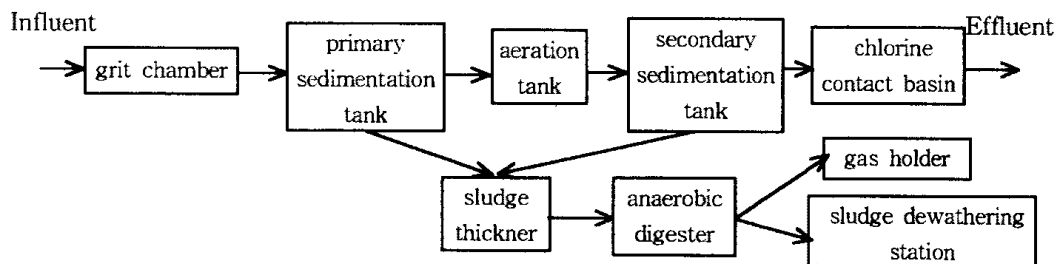 Influent
grit chamber
primary
sedimentation
tank
aeration
tank
secondary
sedimentation
tank
chlorine
contact basin
Effluent
sludge
thickner
anaerobic
digester
gas holder
sludge dewathering
station